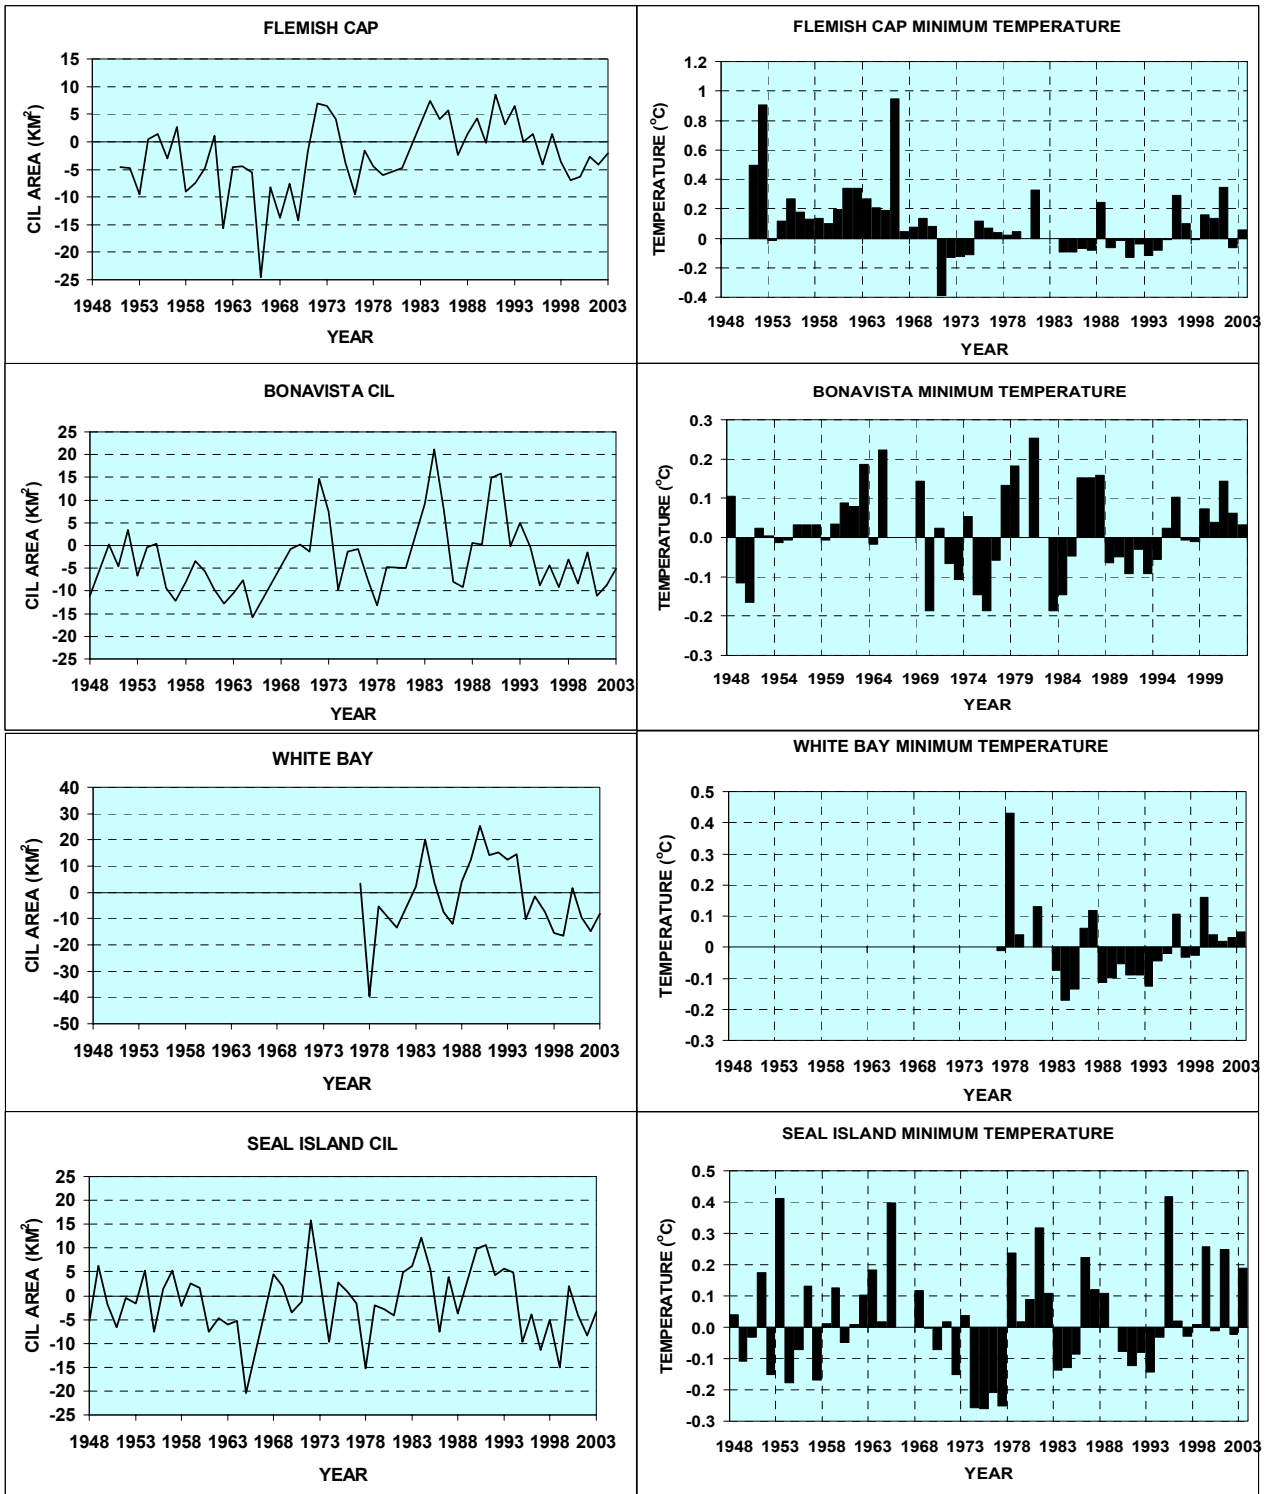 FLEMISH CAP
15
10
5
0
-5
-10
-15
-20
-25
CIL AREA (KM²)
1948 1953 1958 1963 1968 1973 1978 1983 1988 1993 1998 2003
YEAR
FLEMISH CAP MINIMUM TEMPERATURE
1.2
1
0.8
0.6
0.4
0.2
0
-0.2
-0.4
TEMPERATURE (°C)
1948 1953 1958 1963 1968 1973 1978 1983 1988 1993 1998 2003
YEAR
BONAVISTA CIL
25
20
15
10
5
0
-5
-10
-15
-20
-25
CIL AREA (KM²)
1948 1953 1958 1963 1968 1973 1978 1983 1988 1993 1998 2003
YEAR
BONAVISTA MINIMUM TEMPERATURE
0.3
0.2
0.1
0.0
-0.1
-0.2
-0.3
TEMPERATURE (°C)
1948 1954 1959 1964 1969 1974 1979 1984 1989 1994 1999
YEAR
WHITE BAY
40
30
20
10
0
-10
-20
-30
-40
-50
CIL AREA (KM²)
1948 1953 1958 1963 1968 1973 1978 1983 1988 1993 1998 2003
YEAR
WHITE BAY MINIMUM TEMPERATURE
0.5
0.4
0.3
0.2
0.1
0
-0.1
-0.2
-0.3
TEMPERATURE (°C)
1948 1953 1958 1963 1968 1973 1978 1983 1988 1993 1998 2003
YEAR
SEAL ISLAND CIL
25
20
15
10
5
0
-5
-10
-15
-20
-25
CIL AREA (KM²)
1948 1953 1958 1963 1968 1973 1978 1983 1988 1993 1998 2003
YEAR
SEAL ISLAND MINIMUM TEMPERATURE
0.5
0.4
0.3
0.2
0.1
0.0
-0.1
-0.2
-0.3
TEMPERATURE (°C)
1948 1953 1958 1963 1968 1973 1978 1983 1988 1993 1998 2003
YEAR